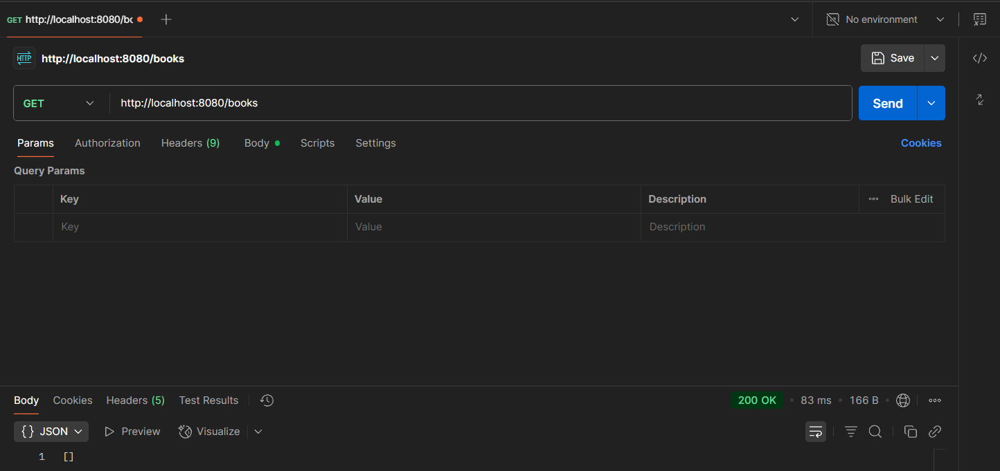 GET http://localhost:8080/bo
No environment
HTTP http://localhost:8080/books
Save
GET http://localhost:8080/books
Send
Params Authorization Headers (9) Body Scripts Settings Cookies
Query Params
Key Value Description Bulk Edit
Key Value Description
Body Cookies Headers (5) Test Results 200 OK 83 ms 166 B
{} JSON Preview Visualize
1 []